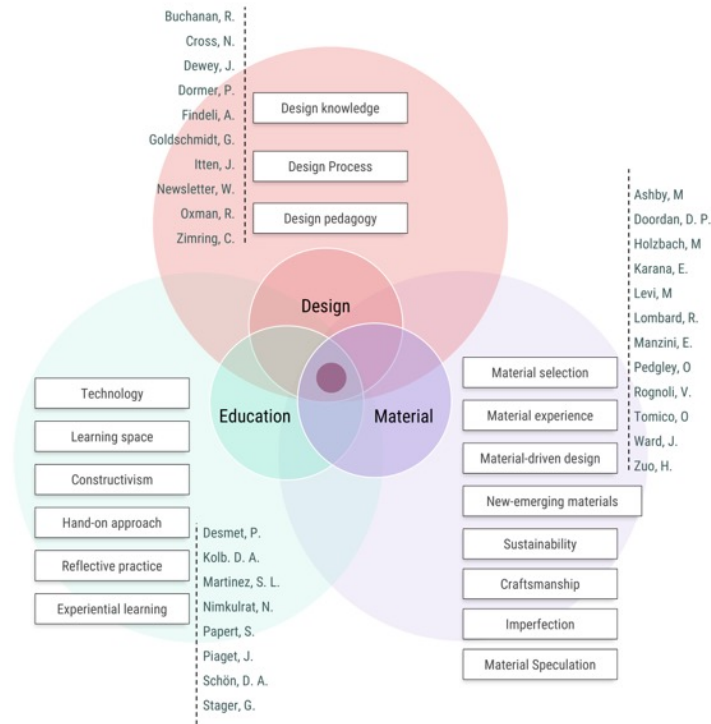 Buchanan, R.
Cross, N.
Dewey, J.
Dormer, P.
Findeli, A.
Goldschmidt, G.
Itten, J.
Newsletter, W.
Oxman, R.
Zimring, C.
Design knowledge
Design Process
Design pedagogy
Design
Education
Material
Technology
Learning space
Constructivism
Hand-on approach
Reflective practice
Experiential learning
Desmet, P.
Kolb. D. A.
Martinez, S. L.
Nimkulrat, N.
Papert, S.
Piaget, J.
Schön, D. A.
Stager, G.
Ashby, M
Doordan, D. P.
Holzbach, M
Karana, E.
Levi, M
Lombard, R.
Manzini, E.
Pedgley, O
Rognoli, V.
Tomico, O
Ward, J.
Zuo, H.
Material selection
Material experience
Material-driven design
New-emerging materials
Sustainability
Craftsmanship
Imperfection
Material Speculation